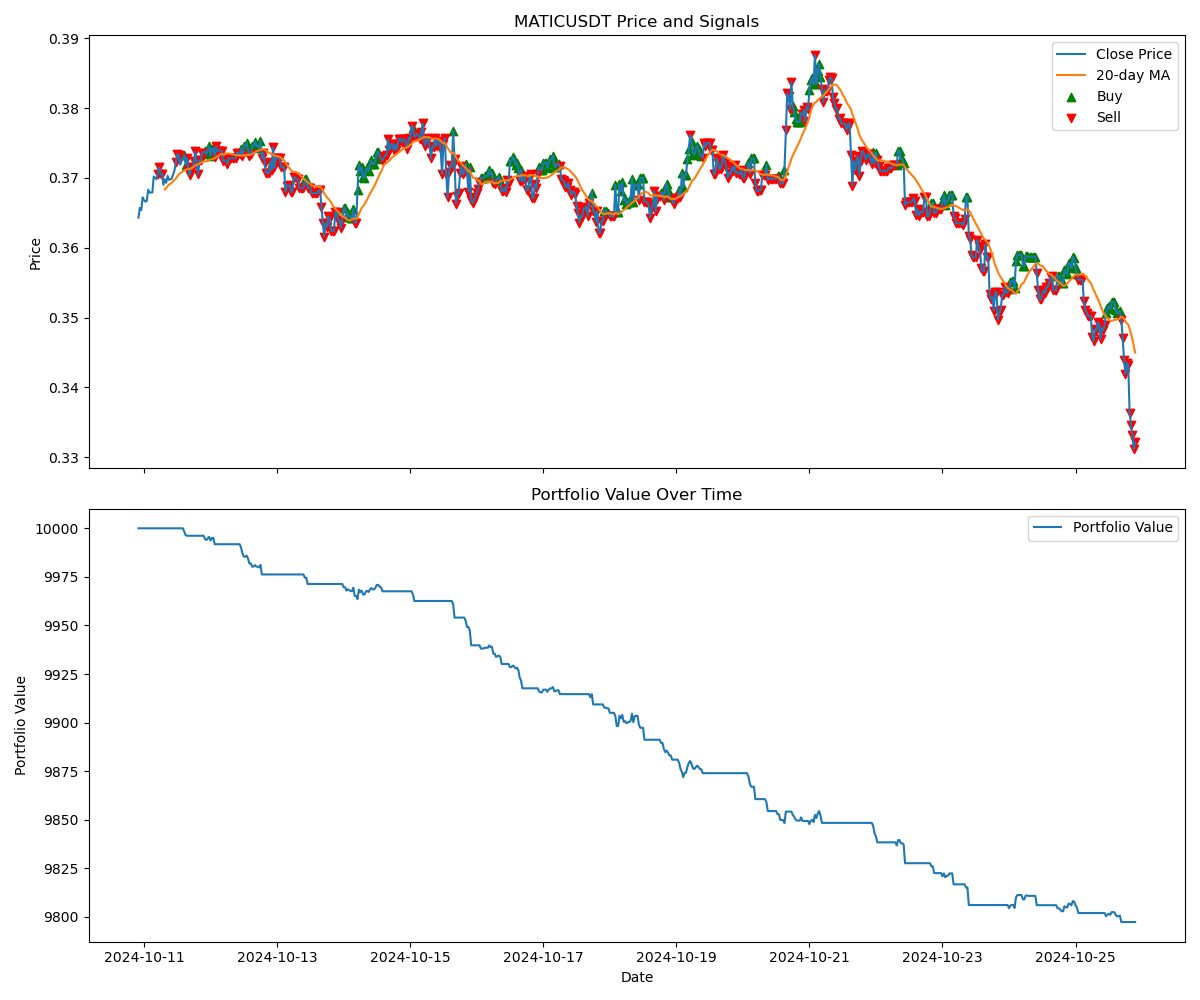 MATICUSDT Price and Signals
0.39
0.38
0.37
0.36
0.35
0.34
0.33
Price
Close Price
20-day MA
Buy
Sell
Portfolio Value Over Time
10000
9975
9950
9925
9900
9875
9850
9825
9800
Portfolio Value
Portfolio Value
2024-10-11 2024-10-13 2024-10-15 2024-10-17 2024-10-19 2024-10-21 2024-10-23 2024-10-25
Date